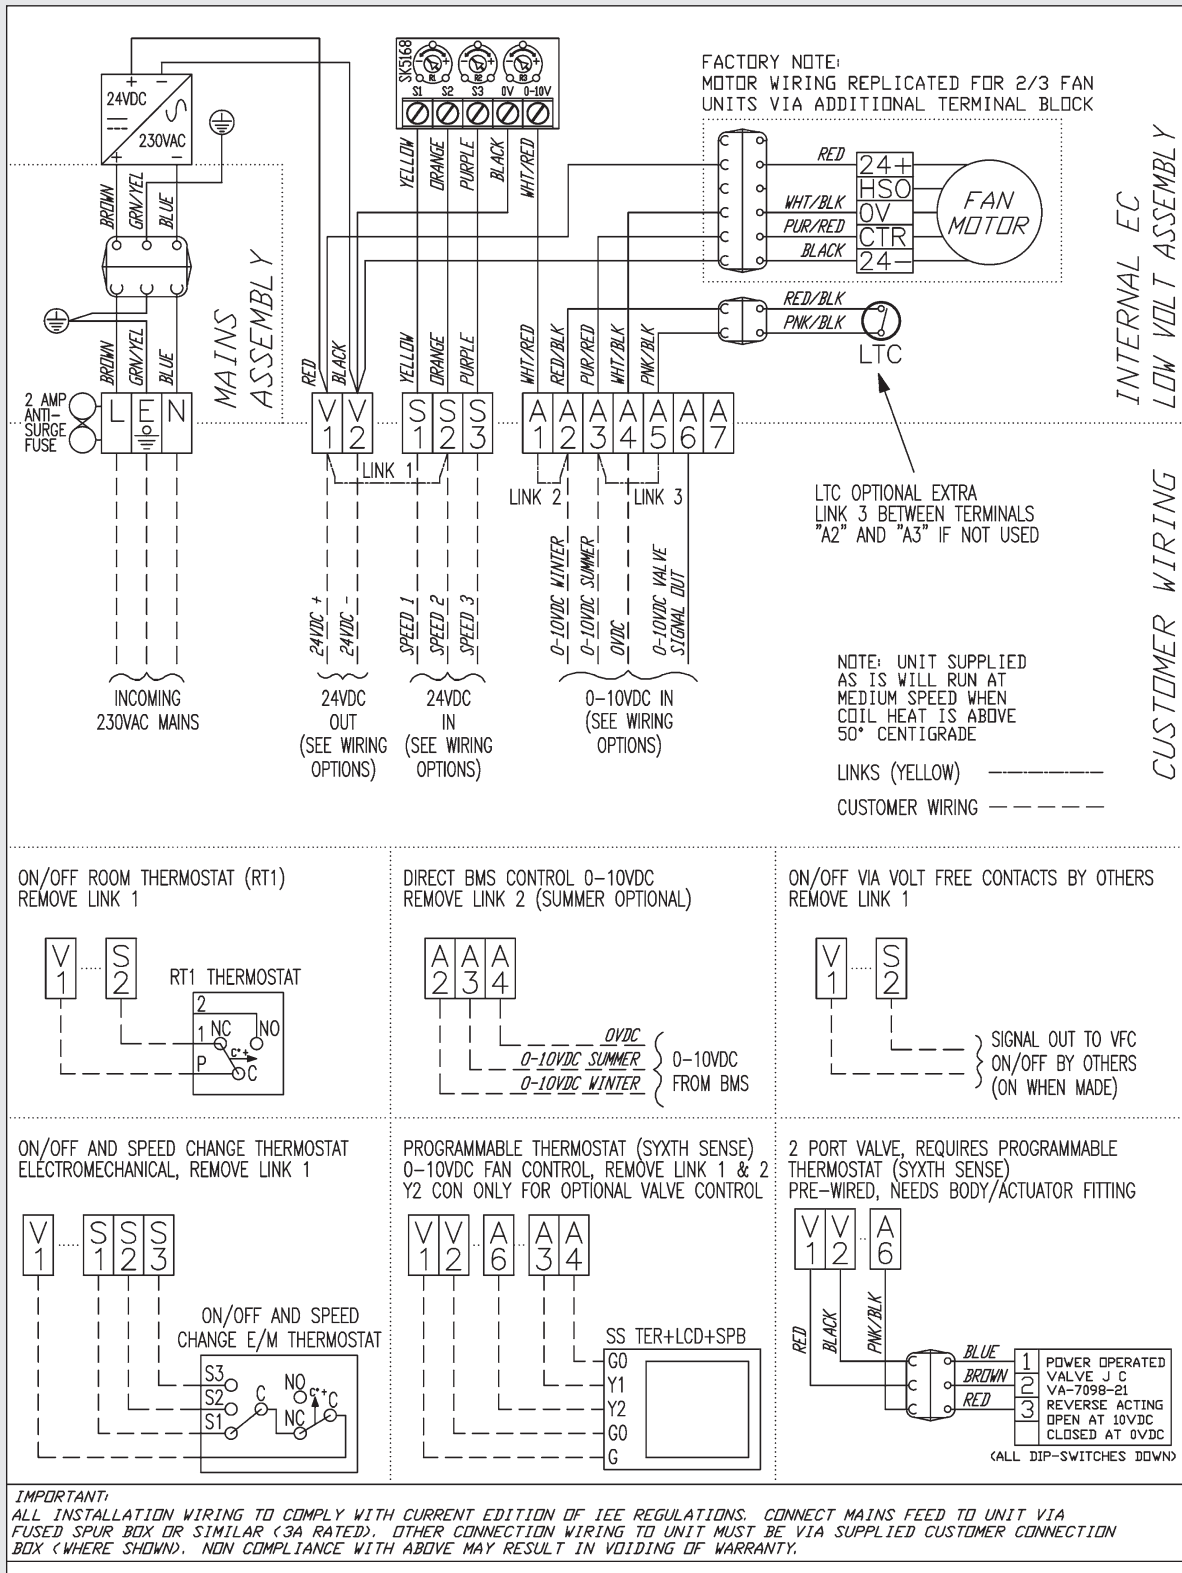 24VDC
230VAC
+ −
+ −
SK5168
R1 R2 R3
S1 S2 S3 0V 0-10V
YELLOW
ORANGE
PURPLE
BLACK
WHT/RED
FACTORY NOTE:
MOTOR WIRING REPLICATED FOR 2/3 FAN
UNITS VIA ADDITIONAL TERMINAL BLOCK
RED 24+
HSO
WHT/BLK 0V
PUR/RED CTR
BLACK 24-
FAN
MOTOR
RED/BLK
PNK/BLK
LTC
INTERNAL EC
LOW VOLT ASSEMBLY
BROWN
GRN/YEL
BLUE
MAINS
ASSEMBLY
BROWN
GRN/YEL
BLUE
RED
BLACK
YELLOW
ORANGE
PURPLE
WHT/RED
RED/BLK
PUR/RED
WHT/BLK
PNK/BLK
2 AMP
ANTI-
SURGE
FUSE
L E N
V1 V2
S1 S2 S3
A1 A2 A3 A4 A5 A6 A7
LINK 1
LINK 2
LINK 3
LTC OPTIONAL EXTRA
LINK 3 BETWEEN TERMINALS
"A2" AND "A3" IF NOT USED
CUSTOMER WIRING
24VDC +
24VDC -
SPEED 1
SPEED 2
SPEED 3
0-10VDC WINTER
0-10VDC SUMMER
0VDC
0-10VDC VALVE
SIGNAL OUT
INCOMING
230VAC MAINS
24VDC
OUT
(SEE WIRING
OPTIONS)
24VDC
IN
(SEE WIRING
OPTIONS)
0-10VDC IN
(SEE WIRING
OPTIONS)
NOTE: UNIT SUPPLIED
AS IS WILL RUN AT
MEDIUM SPEED WHEN
COIL HEAT IS ABOVE
50° CENTIGRADE
LINKS (YELLOW)
CUSTOMER WIRING
ON/OFF ROOM THERMOSTAT (RT1)
REMOVE LINK 1
V1 S2
RT1 THERMOSTAT
2
1 NC NO
C°+
P C
DIRECT BMS CONTROL 0-10VDC
REMOVE LINK 2 (SUMMER OPTIONAL)
A2 A3 A4
0VDC
0-10VDC SUMMER
0-10VDC WINTER
0-10VDC
FROM BMS
ON/OFF VIA VOLT FREE CONTACTS BY OTHERS
REMOVE LINK 1
V1 S2
SIGNAL OUT TO VFC
ON/OFF BY OTHERS
(ON WHEN MADE)
ON/OFF AND SPEED CHANGE THERMOSTAT
ELECTROMECHANICAL, REMOVE LINK 1
V1 S1 S2 S3
ON/OFF AND SPEED
CHANGE E/M THERMOSTAT
S3
S2
S1
C
NO
C°+
C
NC
PROGRAMMABLE THERMOSTAT (SYXTH SENSE)
0-10VDC FAN CONTROL, REMOVE LINK 1 & 2
Y2 CON ONLY FOR OPTIONAL VALVE CONTROL
V1 V2 A6 A3 A4
SS TER+LCD+SPB
G0
Y1
Y2
G0
G
2 PORT VALVE, REQUIRES PROGRAMMABLE
THERMOSTAT (SYXTH SENSE)
PRE-WIRED, NEEDS BODY/ACTUATOR FITTING
V1 V2 A6
RED
BLACK
PNK/BLK
BLUE 1
BROWN 2
RED 3
POWER OPERATED
VALVE J C
VA-7098-21
REVERSE ACTING
OPEN AT 10VDC
CLOSED AT 0VDC
(ALL DIP-SWITCHES DOWN)
IMPORTANT:
ALL INSTALLATION WIRING TO COMPLY WITH CURRENT EDITION OF IEE REGULATIONS. CONNECT MAINS FEED TO UNIT VIA
FUSED SPUR BOX OR SIMILAR (3A RATED). OTHER CONNECTION WIRING TO UNIT MUST BE VIA SUPPLIED CUSTOMER CONNECTION
BOX (WHERE SHOWN). NON COMPLIANCE WITH ABOVE MAY RESULT IN VOIDING OF WARRANTY.